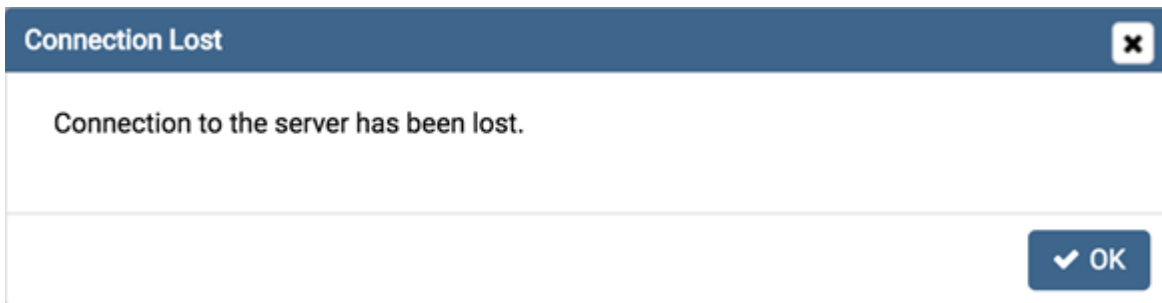 Connection Lost
Connection to the server has been lost.
OK